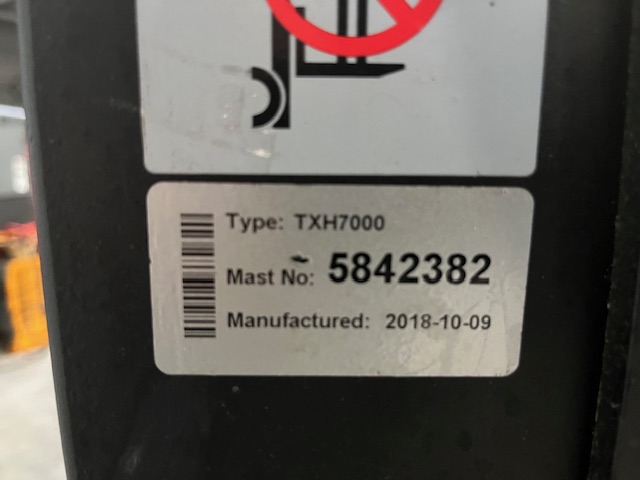 Type: TXH7000
Mast No: 5842382
Manufactured: 2018-10-09